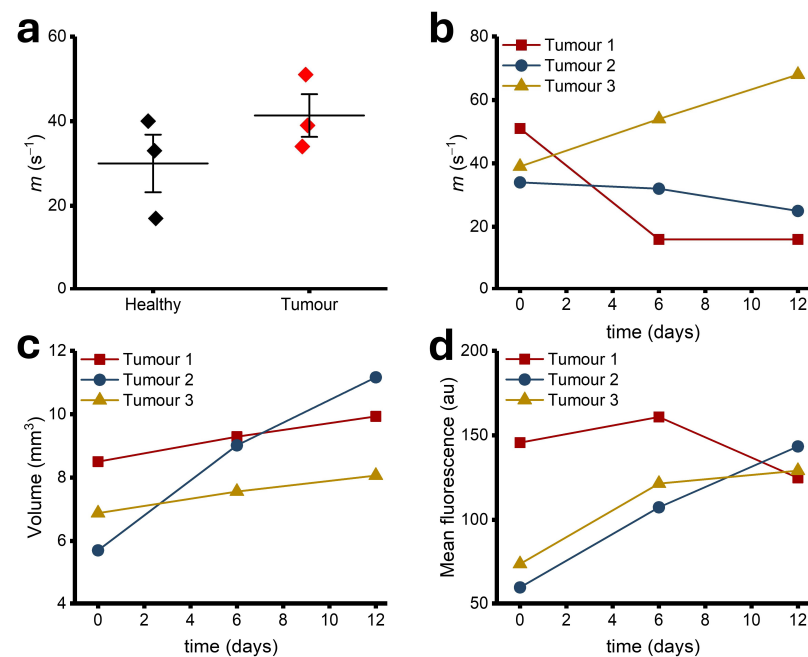 a
60
40
20
0
m (s⁻¹)
Healthy
Tumour
b
80
60
40
20
0
m (s⁻¹)
Tumour 1
Tumour 2
Tumour 3
0 2 4 6 8 10 12
time (days)
c
12
10
8
6
4
Volume (mm³)
Tumour 1
Tumour 2
Tumour 3
0 2 4 6 8 10 12
time (days)
d
200
150
100
50
Mean fluorescence (au)
Tumour 1
Tumour 2
Tumour 3
0 2 4 6 8 10 12
time (days)